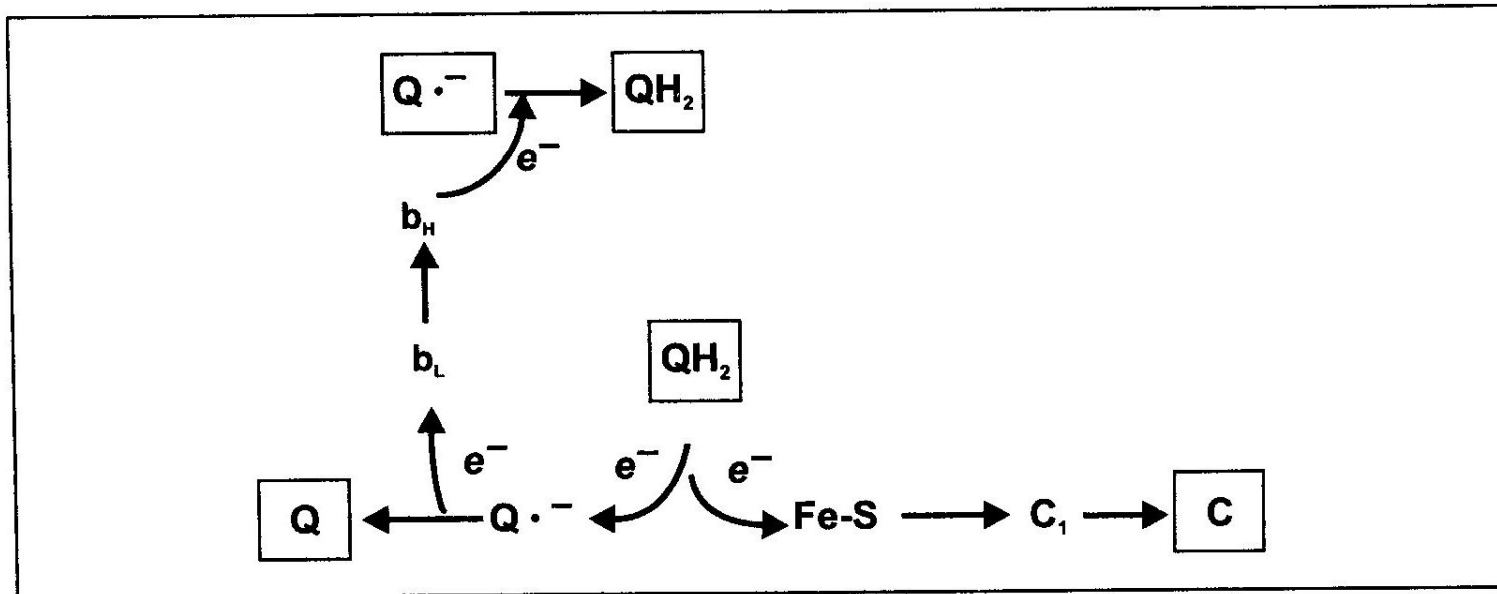 Q·⁻ QH₂
e⁻
b_H
b_L QH₂
e⁻ e⁻ e⁻
Q Q·⁻ Fe-S C₁ C